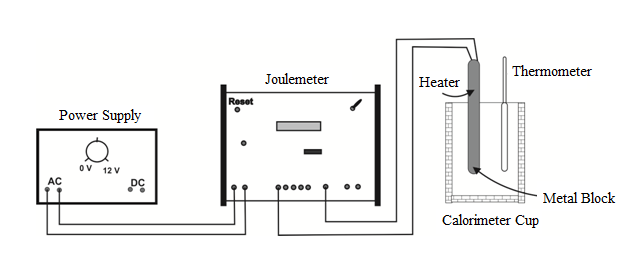 Joulemeter
Thermometer
Heater
Power Supply
Reset
0 V
12 V
AC
DC
Metal Block
Calorimeter Cup